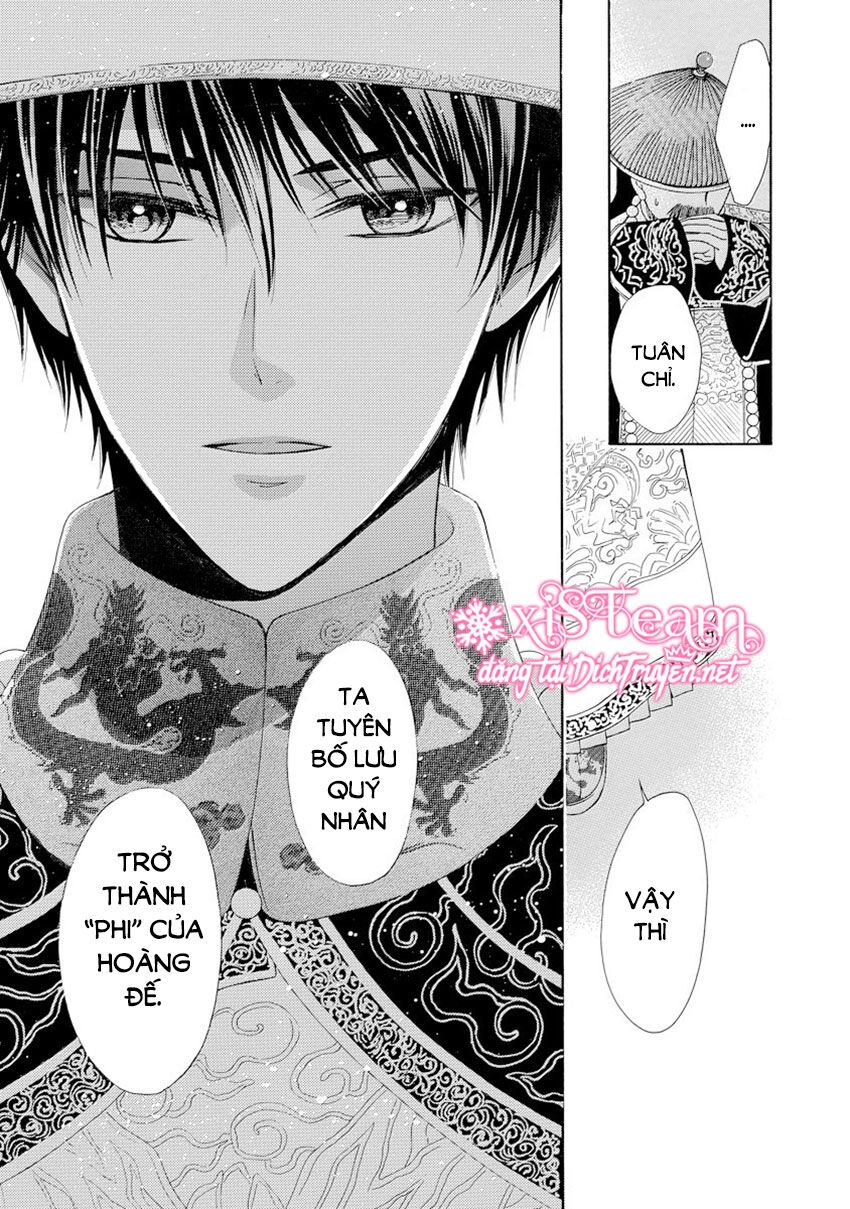 ....
TUÂN
CHỈ.
VẬY
THÌ
TA
TUYÊN
BỐ LƯU
QUÝ
NHÂN
TRỞ
THÀNH
“PHI” CỦA
HOÀNG
ĐẾ.
xiSTeam
đăng tại DichTruyen.net